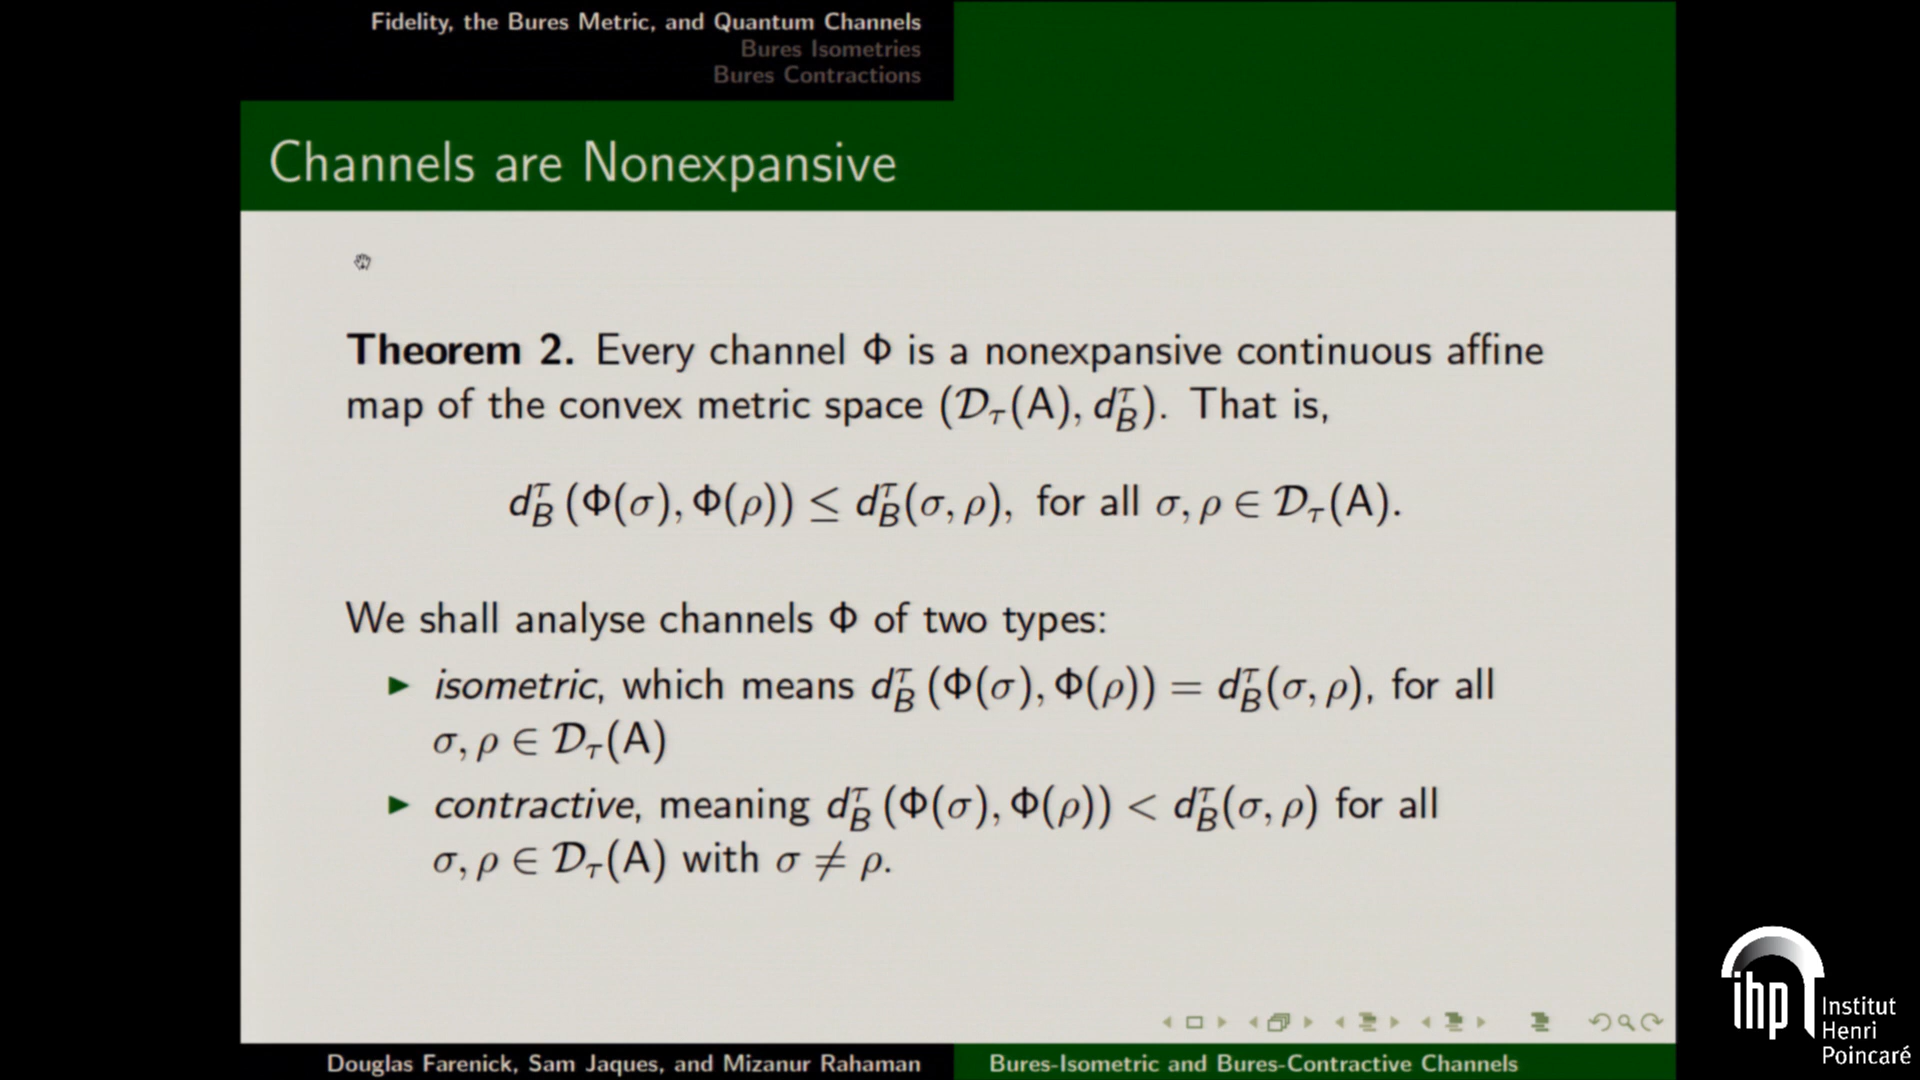 Fidelity, the Bures Metric, and Quantum Channels
Bures Isometries
Bures Contractions
Channels are Nonexpansive
Theorem 2. Every channel Φ is a nonexpansive continuous affine
map of the convex metric space (𝒟_τ(A), d_B^τ). That is,
d_B^τ (Φ(σ), Φ(ρ)) ≤ d_B^τ(σ, ρ), for all σ, ρ ∈ 𝒟_τ(A).
We shall analyse channels Φ of two types:
▶ isometric, which means d_B^τ (Φ(σ), Φ(ρ)) = d_B^τ(σ, ρ), for all
σ, ρ ∈ 𝒟_τ(A)
▶ contractive, meaning d_B^τ (Φ(σ), Φ(ρ)) < d_B^τ(σ, ρ) for all
σ, ρ ∈ 𝒟_τ(A) with σ ≠ ρ.
Douglas Farenick, Sam Jaques, and Mizanur Rahaman
Bures-Isometric and Bures-Contractive Channels
ihp
Institut
Henri
Poincaré